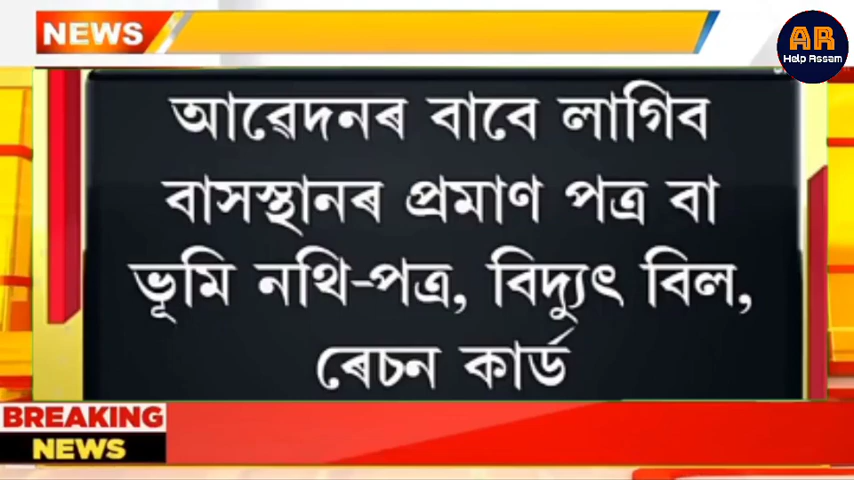 NEWS
AR
Help Assam
আৱেদনৰ বাবে লাগিব
বাসস্থানৰ প্ৰমাণ পত্ৰ বা
ভূমি নথি-পত্ৰ, বিদ্যুৎ বিল,
ৰেচন কাৰ্ড
BREAKING
NEWS